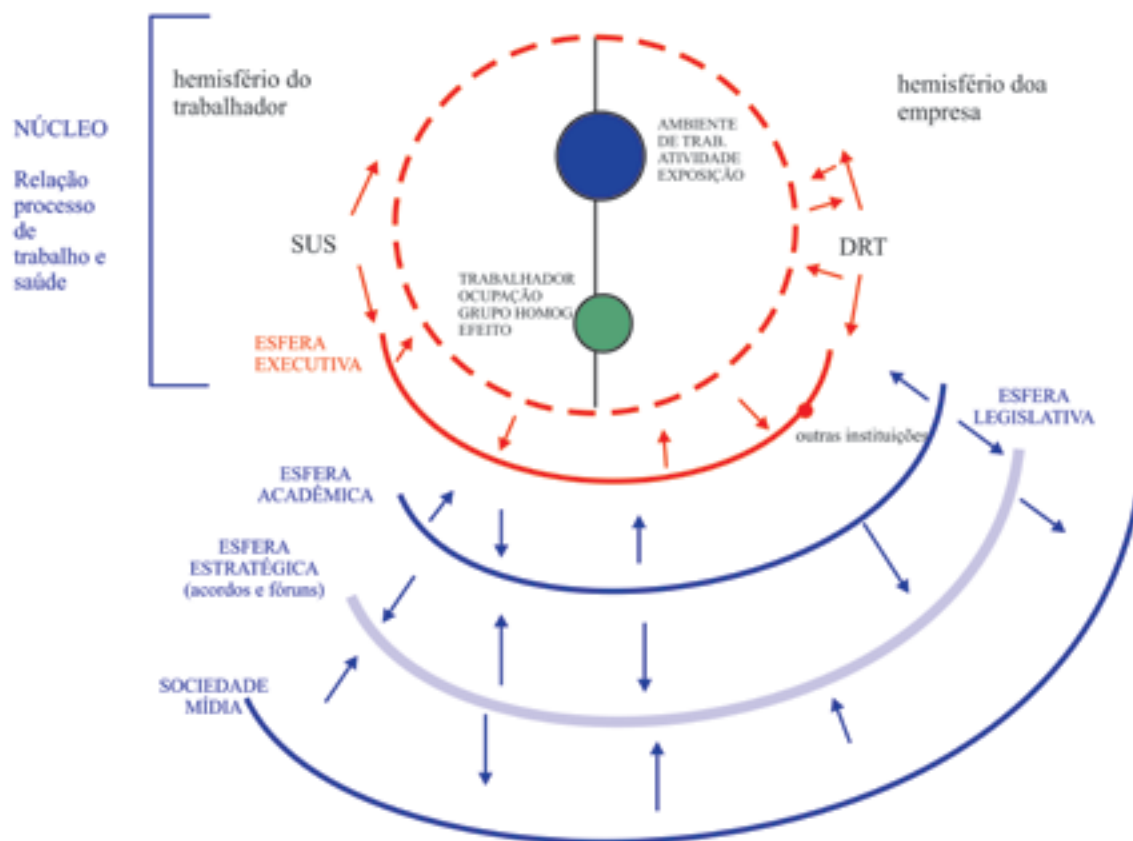 NÚCLEO
Relação
processo
de
trabalho e
saúde
hemisfério do
trabalhador
hemisfério doa
empresa
AMBIENTE
DE TRAB.
ATIVIDADE
EXPOSIÇÃO
SUS
DRT
TRABALHADOR
OCUPAÇÃO
GRUPO HOMOG.
EFEITO
ESFERA
EXECUTIVA
ESFERA
LEGISLATIVA
outras instituições
ESFERA
ACADÊMICA
ESFERA
ESTRATÉGICA
(acordos e fóruns)
SOCIEDADE
MÍDIA